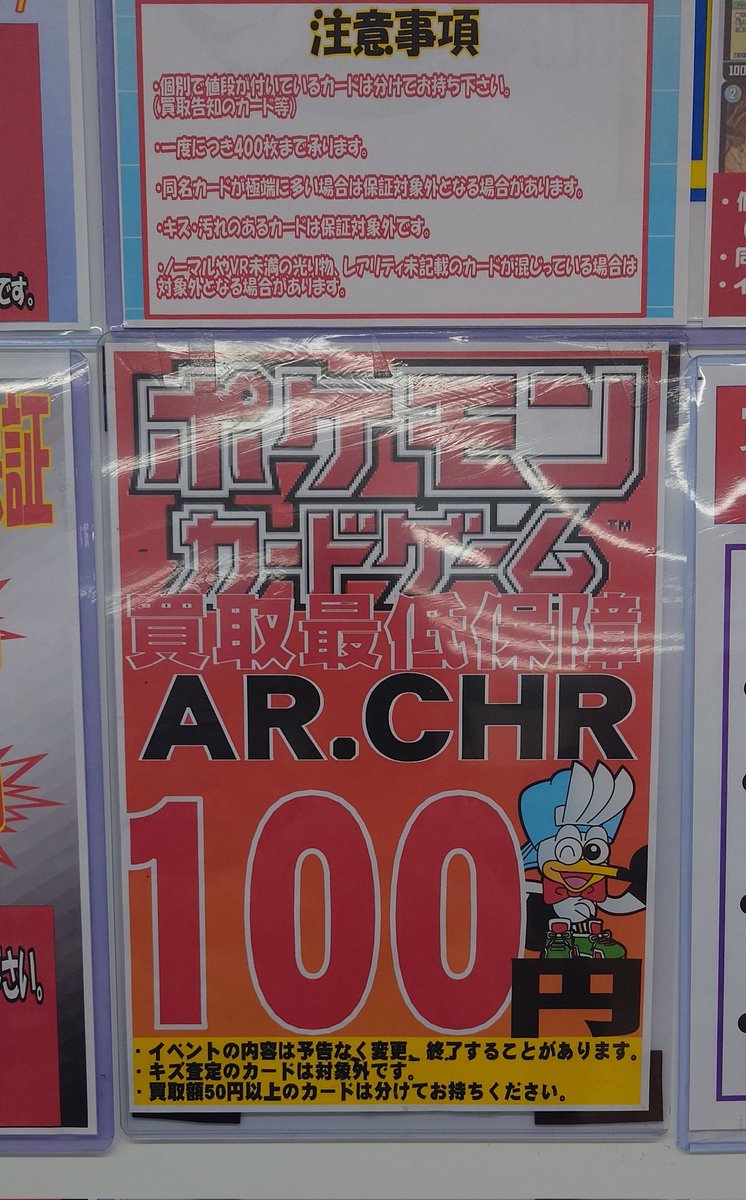 注意事項
・個別で値段が付いているカードは分けてお持ち下さい。
(買取告知のカード等)
・一度につき400枚まで承ります。
・同名カードが極端に多い場合は保証対象外となる場合があります。
・キズ・汚れのあるカードは保証対象外です。
・ノーマルやVR未満の光り物、レアリティ未記載のカードが混じっている場合は
対象外となる場合があります。
です。
証
さい。
ポケモン
カードゲーム™
買取最低保障
AR.CHR
100円
・イベントの内容は予告なく変更、終了することがあります。
・キズ査定のカードは対象外です。
・買取額50円以上のカードは分けてお持ちください。
100
2